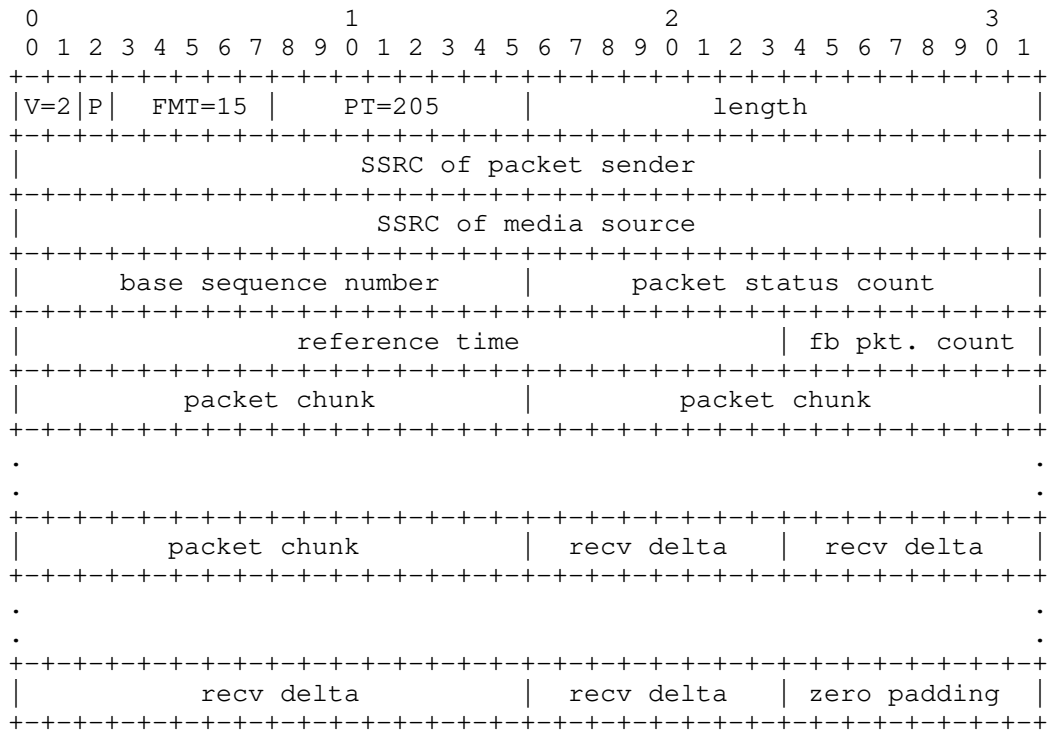 0                   1                   2                   3
 0 1 2 3 4 5 6 7 8 9 0 1 2 3 4 5 6 7 8 9 0 1 2 3 4 5 6 7 8 9 0 1
+-+-+-+-+-+-+-+-+-+-+-+-+-+-+-+-+-+-+-+-+-+-+-+-+-+-+-+-+-+-+-+-+
|V=2|P|  FMT=15 |    PT=205     |           length              |
+-+-+-+-+-+-+-+-+-+-+-+-+-+-+-+-+-+-+-+-+-+-+-+-+-+-+-+-+-+-+-+-+
|                     SSRC of packet sender                     |
+-+-+-+-+-+-+-+-+-+-+-+-+-+-+-+-+-+-+-+-+-+-+-+-+-+-+-+-+-+-+-+-+
|                      SSRC of media source                     |
+-+-+-+-+-+-+-+-+-+-+-+-+-+-+-+-+-+-+-+-+-+-+-+-+-+-+-+-+-+-+-+-+
|      base sequence number     |      packet status count      |
+-+-+-+-+-+-+-+-+-+-+-+-+-+-+-+-+-+-+-+-+-+-+-+-+-+-+-+-+-+-+-+-+
|                 reference time                | fb pkt. count |
+-+-+-+-+-+-+-+-+-+-+-+-+-+-+-+-+-+-+-+-+-+-+-+-+-+-+-+-+-+-+-+-+
|          packet chunk         |         packet chunk          |
+-+-+-+-+-+-+-+-+-+-+-+-+-+-+-+-+-+-+-+-+-+-+-+-+-+-+-+-+-+-+-+-+
.                                                               .
.                                                               .
+-+-+-+-+-+-+-+-+-+-+-+-+-+-+-+-+-+-+-+-+-+-+-+-+-+-+-+-+-+-+-+-+
|         packet chunk          |  recv delta   |  recv delta   |
+-+-+-+-+-+-+-+-+-+-+-+-+-+-+-+-+-+-+-+-+-+-+-+-+-+-+-+-+-+-+-+-+
.                                                               .
.                                                               .
+-+-+-+-+-+-+-+-+-+-+-+-+-+-+-+-+-+-+-+-+-+-+-+-+-+-+-+-+-+-+-+-+
|           recv delta          |  recv delta   | zero padding  |
+-+-+-+-+-+-+-+-+-+-+-+-+-+-+-+-+-+-+-+-+-+-+-+-+-+-+-+-+-+-+-+-+